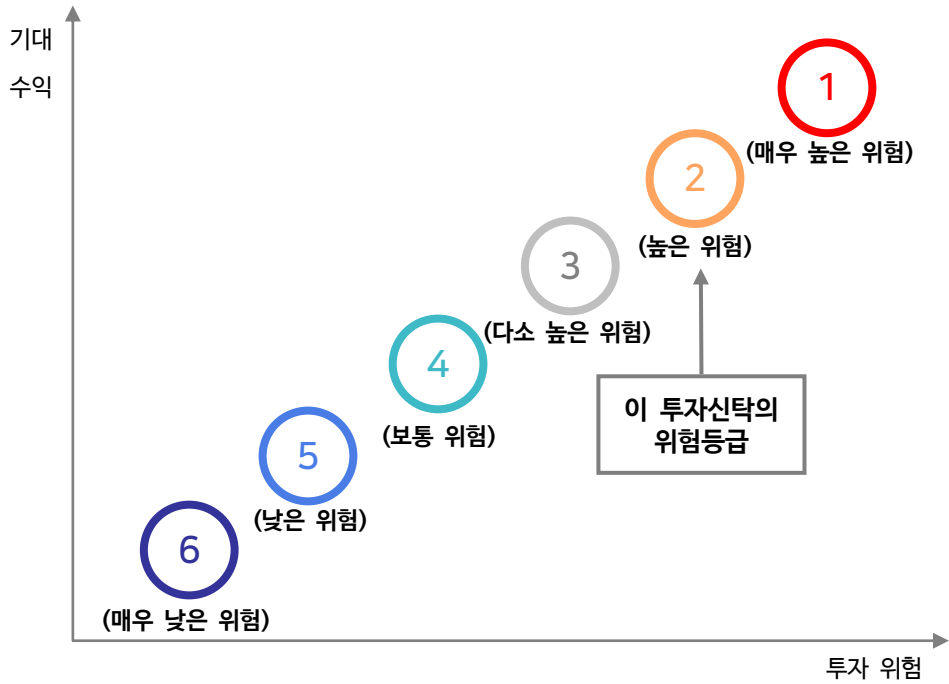 기대
수익
1
(매우 높은 위험)
2
(높은 위험)
3
(다소 높은 위험)
4
(보통 위험)
이 투자신탁의
위험등급
5
(낮은 위험)
6
(매우 낮은 위험)
투자 위험